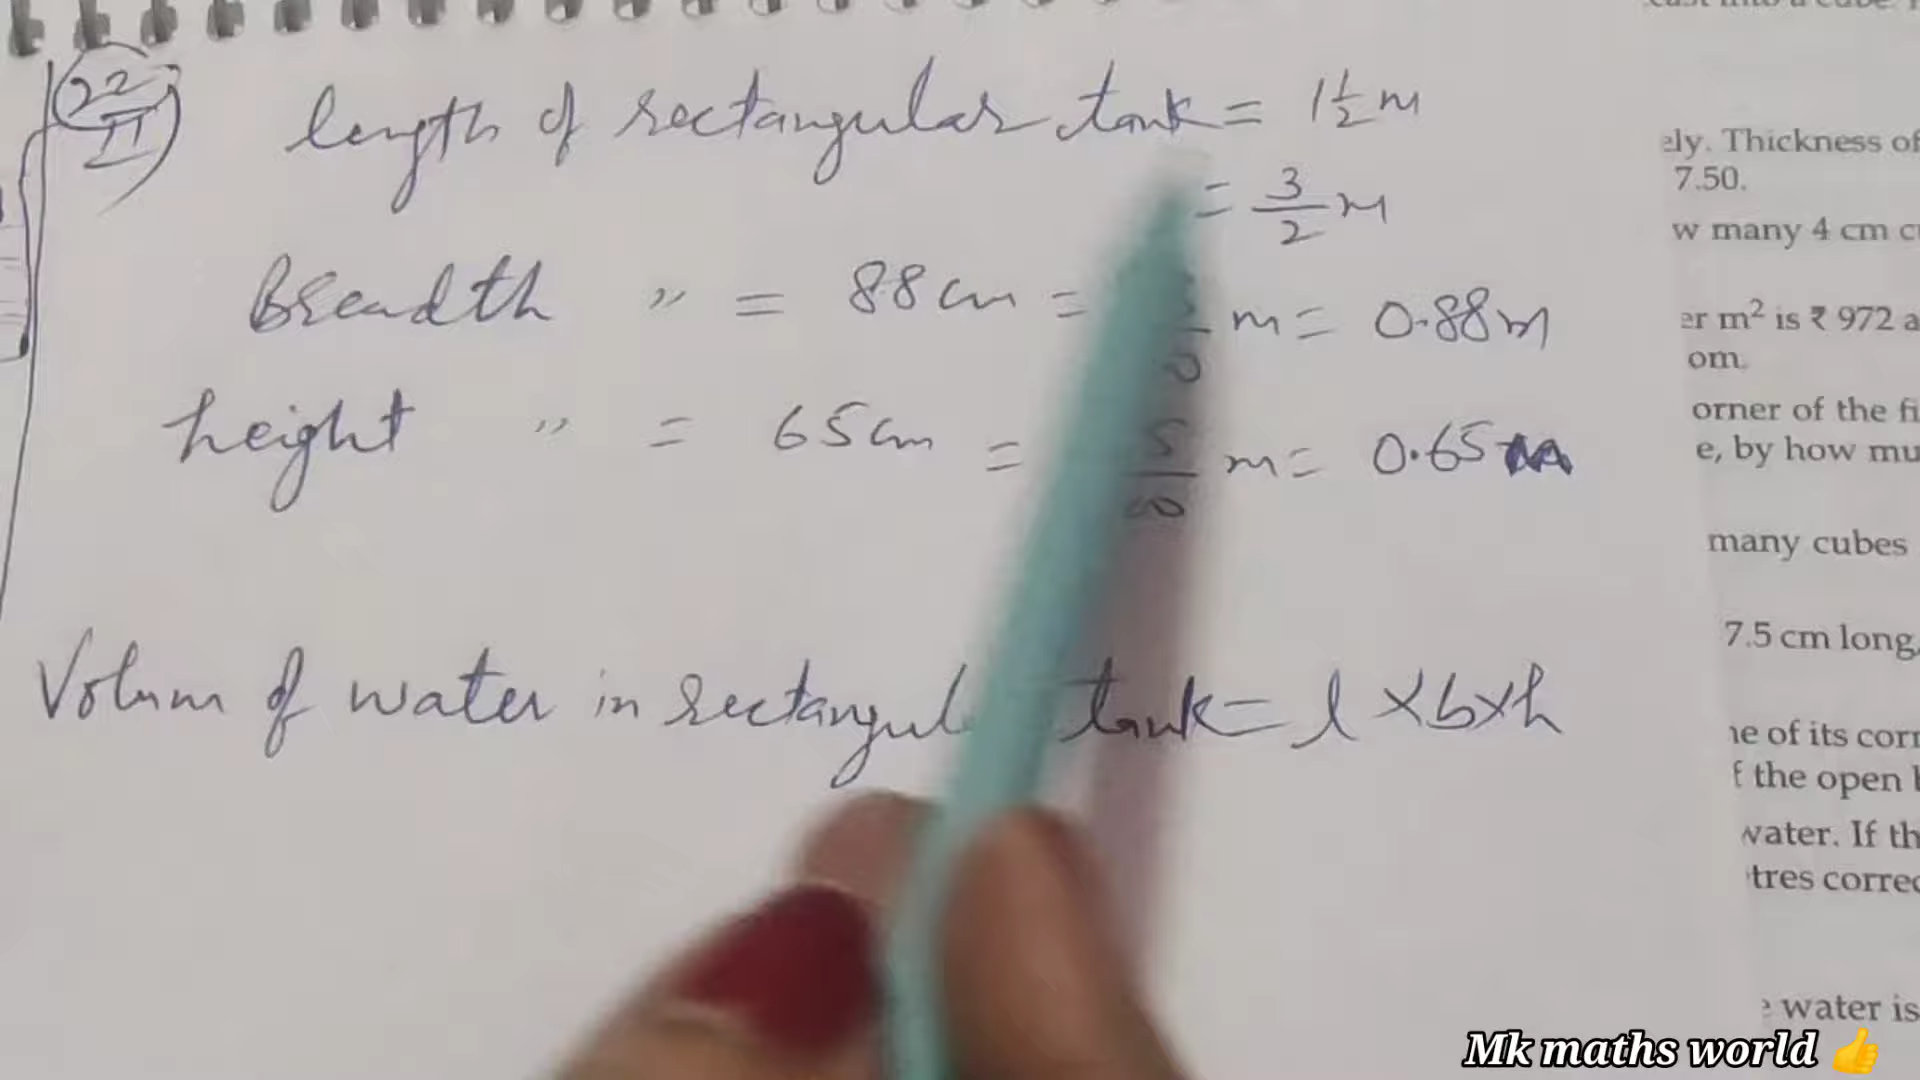 22/II length of rectangular tank = 1 1/2 m
= 3/2 m
Breadth " = 88 cm = m = 0.88 m
height " = 65 cm = m = 0.65 m
Volum of water in rectangul tank = l × b × h
ely. Thickness of
7.50.
w many 4 cm c
er m² is ₹ 972 a
om.
orner of the fi
e, by how mu
many cubes
7.5 cm long,
ne of its corr
f the open b
water. If th
tres correc
water is
Mk maths world 👍